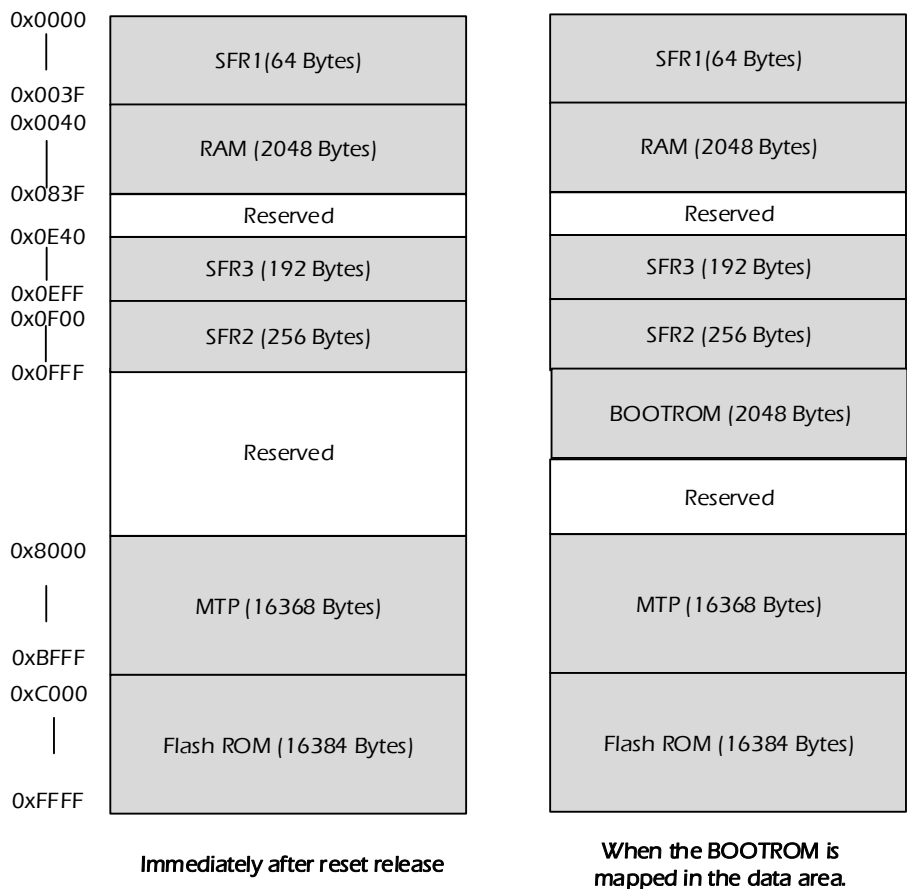 0x0000
SFR1(64 Bytes)
0x003F
0x0040
RAM (2048 Bytes)
0x083F
Reserved
0x0E40
SFR3 (192 Bytes)
0x0EFF
0x0F00
SFR2 (256 Bytes)
0x0FFF
Reserved
0x8000
MTP (16368 Bytes)
0xBFFF
0xC000
Flash ROM (16384 Bytes)
0xFFFF
Immediately after reset release
SFR1(64 Bytes)
RAM (2048 Bytes)
Reserved
SFR3 (192 Bytes)
SFR2 (256 Bytes)
BOOTROM (2048 Bytes)
Reserved
MTP (16368 Bytes)
Flash ROM (16384 Bytes)
When the BOOTROM is
mapped in the data area.